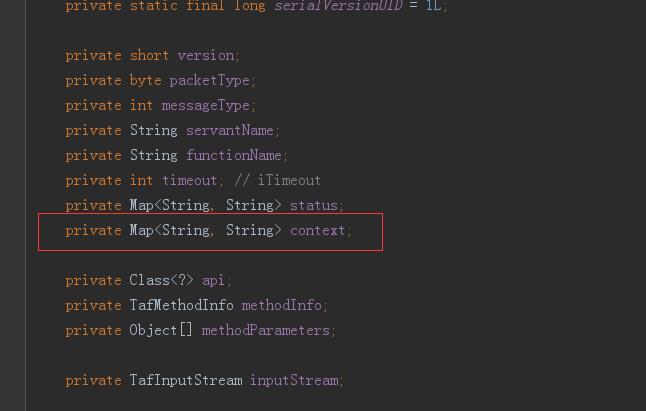 private static final long serialVersionUID = 1L;
private short version;
private byte packetType;
private int messageType;
private String servantName;
private String functionName;
private int timeout; // iTimeout
private Map<String, String> status;
private Map<String, String> context;
private Class<?> api;
private TafMethodInfo methodInfo;
private Object[] methodParameters;
private TafInputStream inputStream;